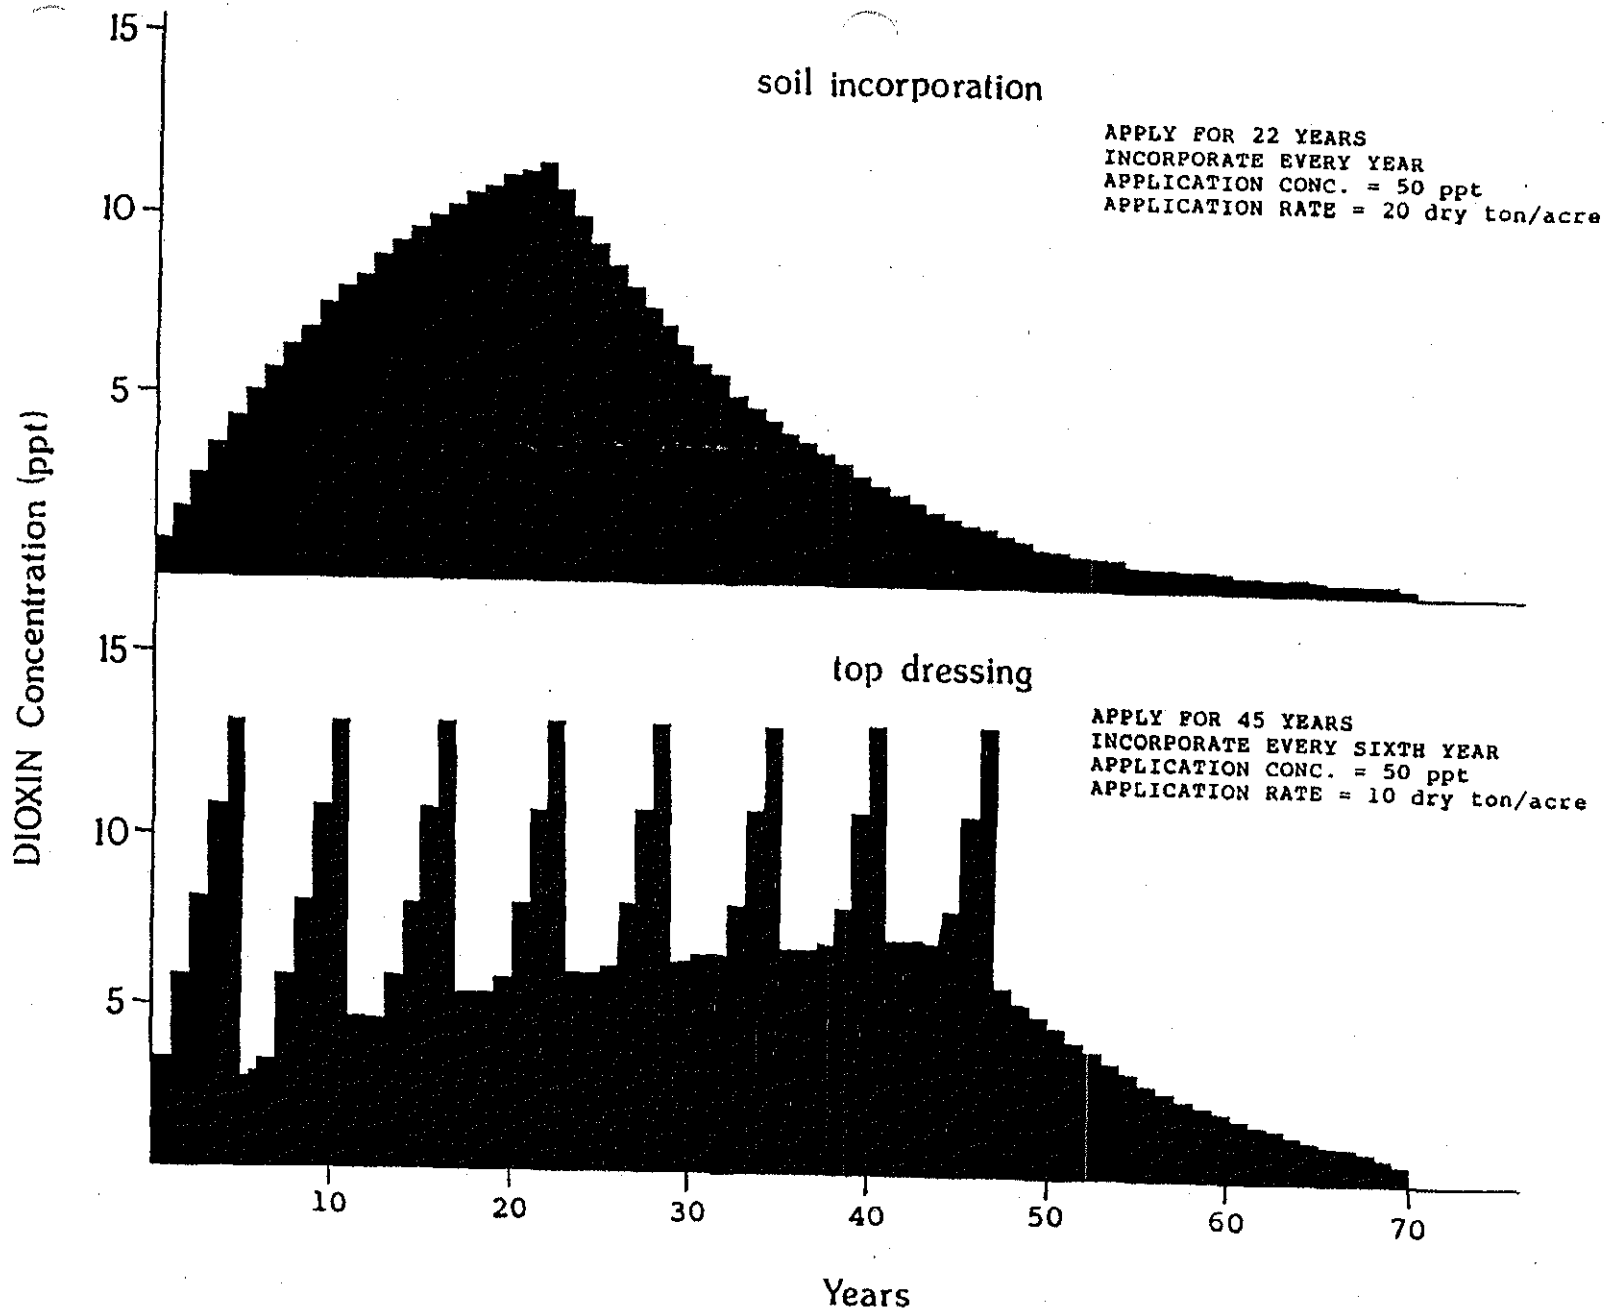 DIOXIN Concentration (ppt)
15
10
5
soil incorporation
APPLY FOR 22 YEARS
INCORPORATE EVERY YEAR
APPLICATION CONC. = 50 ppt
APPLICATION RATE = 20 dry ton/acre
15
10
5
top dressing
APPLY FOR 45 YEARS
INCORPORATE EVERY SIXTH YEAR
APPLICATION CONC. = 50 ppt
APPLICATION RATE = 10 dry ton/acre
10 20 30 40 50 60 70
Years